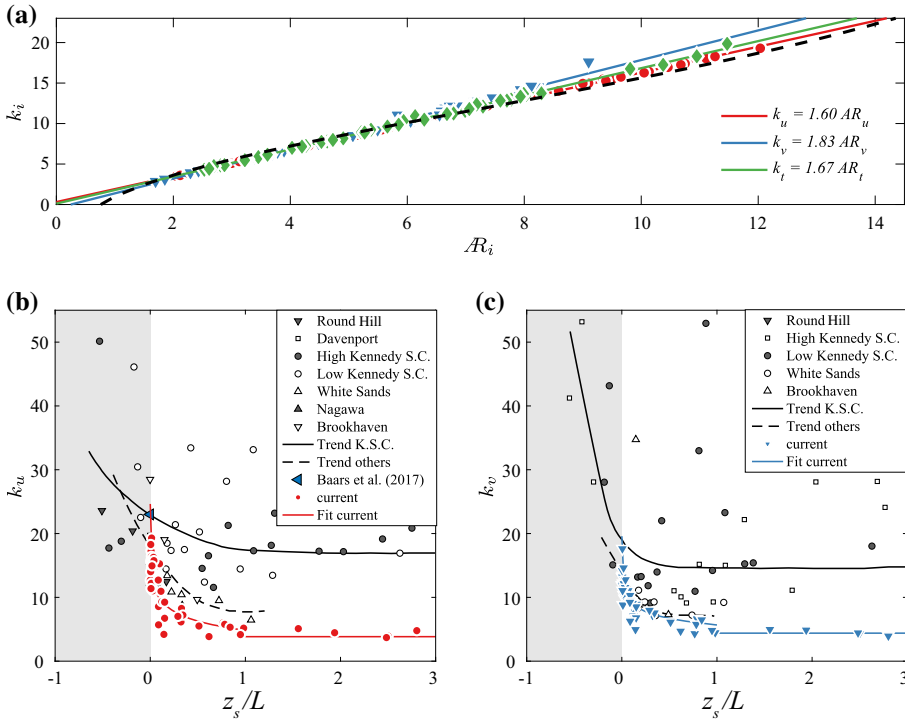 (a)
20
15
10
5
0
k_i
0 2 4 6 8 10 12 14
Æ_i
k_u = 1.60 AR_u
k_v = 1.83 AR_v
k_t = 1.67 AR_t
(b)
50
40
30
20
10
0
k_u
-1 0 1 2 3
z_s/L
Round Hill
Davenport
High Kennedy S.C.
Low Kennedy S.C.
White Sands
Nagawa
Brookhaven
Trend K.S.C.
Trend others
Baars et al. (2017)
current
Fit current
(c)
50
40
30
20
10
0
k_v
-1 0 1 2 3
z_s/L
Round Hill
High Kennedy S.C.
Low Kennedy S.C.
White Sands
Brookhaven
Trend K.S.C.
Trend others
current
Fit current